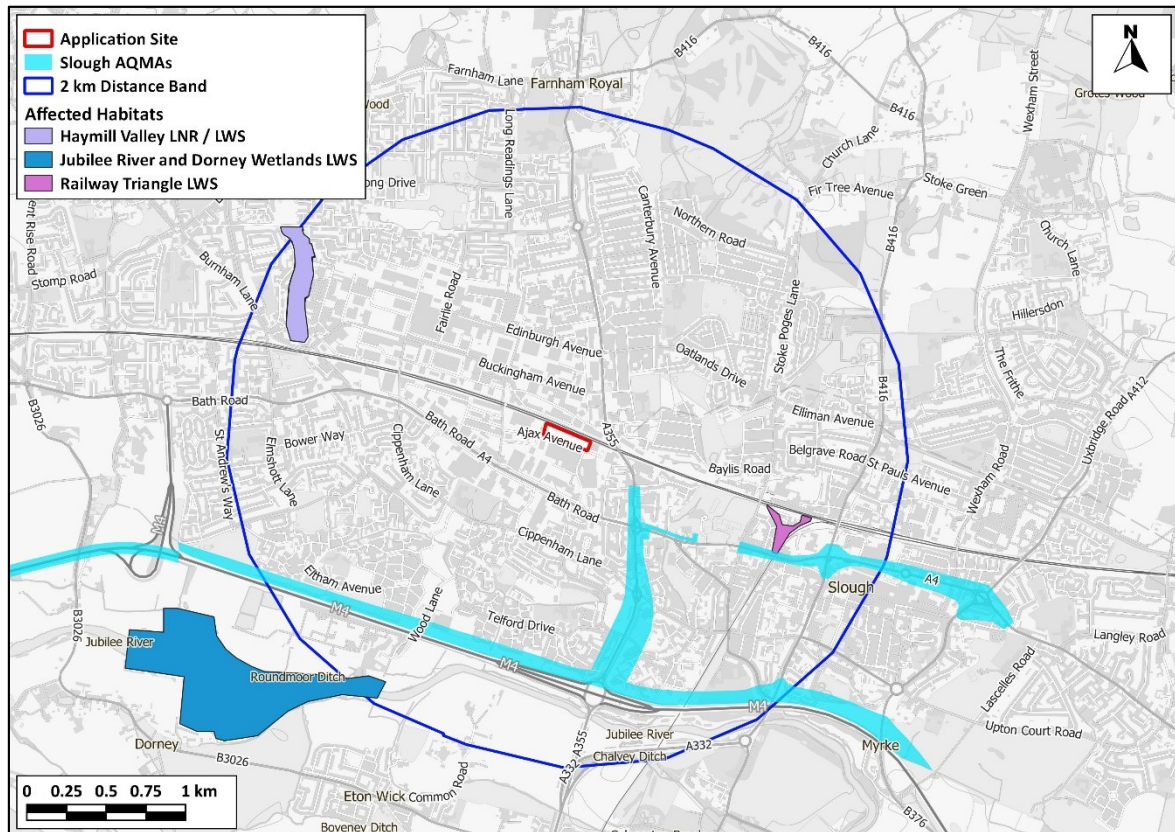 Application Site
Slough AQMAs
2 km Distance Band
Affected Habitats
Haymill Valley LNR / LWS
Jubilee River and Dorney Wetlands LWS
Railway Triangle LWS
N
B416
B416
Farnham Lane
Farnham Royal
Wood
Wexham Street
B416
Long Readings Lane
Church Lane
Stoke Green
Fir Tree Avenue
ong Drive
Canterbury Avenue
Northern Road
B416
Church Lane
ent Rise Road
Stomp Road
Burnham Lane
Fairlie Road
Stoke Poges Lane
Hillersdon
Edinburgh Avenue
Oatlands Drive
The Frithe
Buckingham Avenue
B416
A412
B3026
Bath Road
Elliman Avenue
Uxbridge Road
St Andrew's Way
Bower Way
Elmshott Lane
Cippenham Lane
Bath Road
A4
Ajax Avenue
A355
Baylis Road
Belgrave Road
St Pauls Avenue
Wexham Road
M4
Bath Road
Cippenham Lane
Eltham Avenue
Slough
A4
M4
Wood Lane
Telford Drive
Langley Road
B3026
Jubilee River
Roundmoor Ditch
M4
Lascelles Road
M4
Upton Court Road
Dorney
B3026
Jubilee River
Chalvey Ditch
A332
A355
A332
Myrke
Eton Wick
Common Road
Boveney Ditch
B376
0 0.25 0.5 0.75 1 km